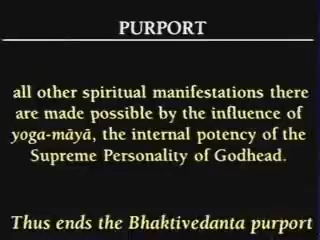 PURPORT
all other spiritual manifestations there
are made possible by the influence of
yoga-māyā, the internal potency of the
Supreme Personality of Godhead.
Thus ends the Bhaktivedanta purport